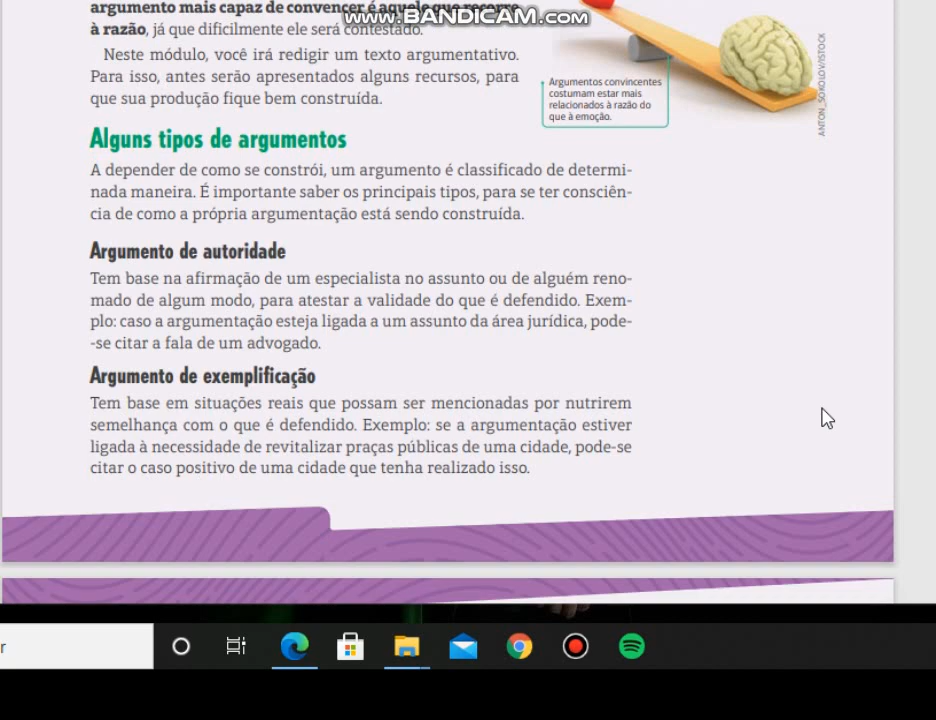 argumento mais capaz de convencer é aquele que recorre
www.BANDICAM.com
à razão, já que dificilmente ele será contestado.
Neste módulo, você irá redigir um texto argumentativo.
Para isso, antes serão apresentados alguns recursos, para
que sua produção fique bem construída.
Argumentos convincentes
costumam estar mais
relacionados à razão do
que à emoção.
ANTON_SOKOLOV/ISTOCK
Alguns tipos de argumentos
A depender de como se constrói, um argumento é classificado de determi-
nada maneira. É importante saber os principais tipos, para se ter consciên-
cia de como a própria argumentação está sendo construída.
Argumento de autoridade
Tem base na afirmação de um especialista no assunto ou de alguém reno-
mado de algum modo, para atestar a validade do que é defendido. Exem-
plo: caso a argumentação esteja ligada a um assunto da área jurídica, pode-
-se citar a fala de um advogado.
Argumento de exemplificação
Tem base em situações reais que possam ser mencionadas por nutrirem
semelhança com o que é defendido. Exemplo: se a argumentação estiver
ligada à necessidade de revitalizar praças públicas de uma cidade, pode-se
citar o caso positivo de uma cidade que tenha realizado isso.
r